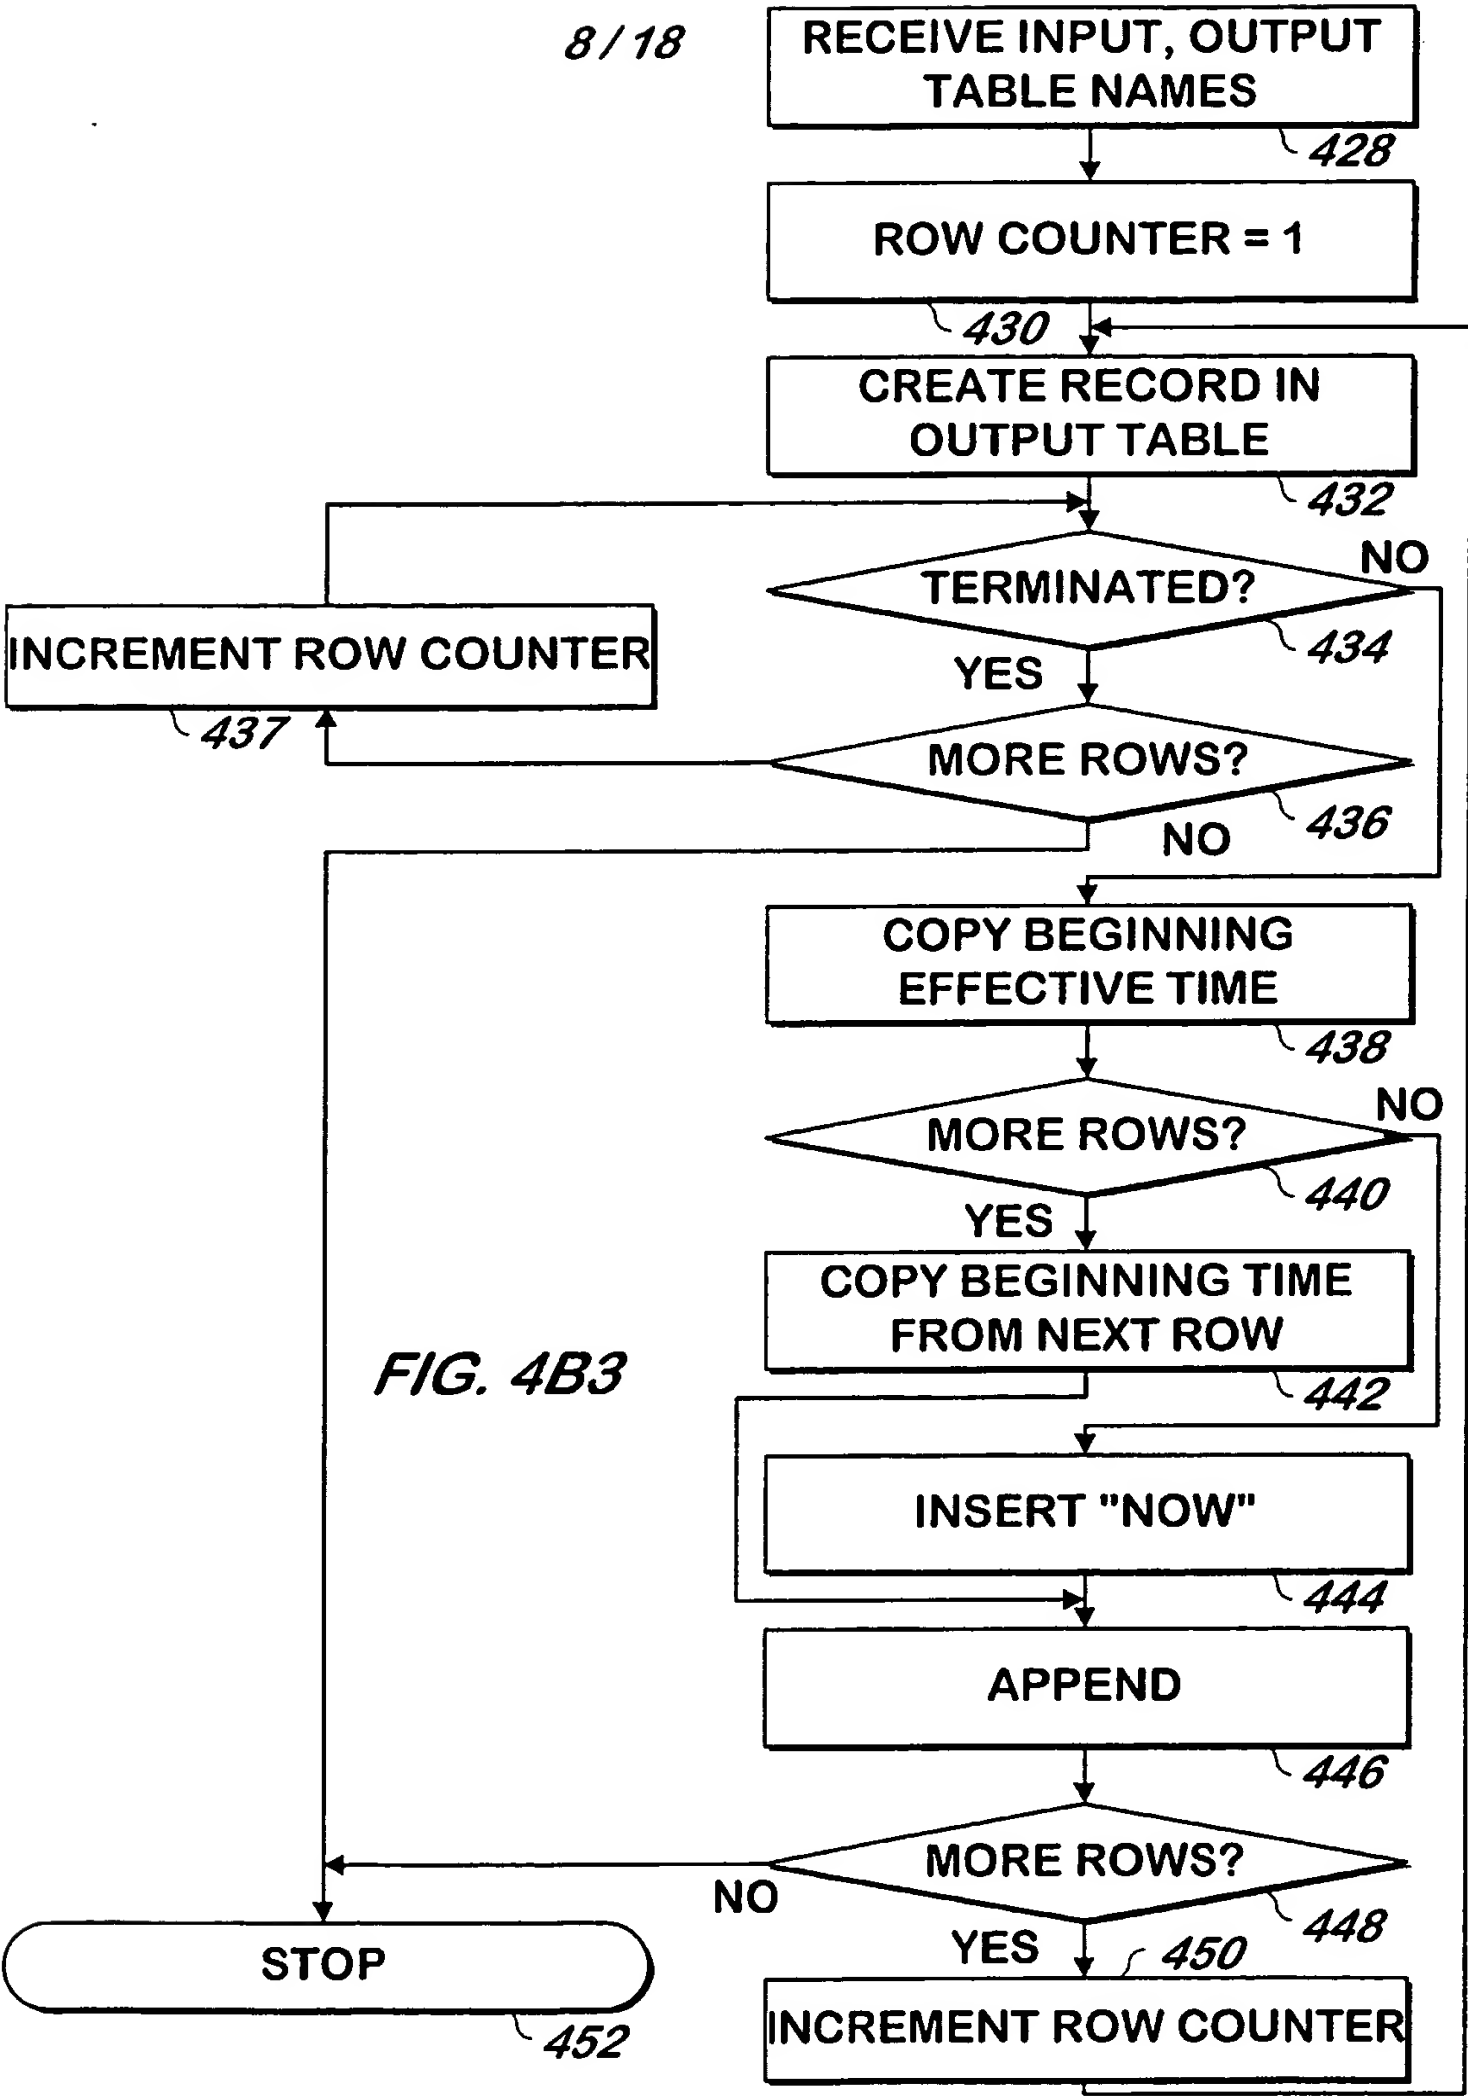 8/18
RECEIVE INPUT, OUTPUT
TABLE NAMES
428
ROW COUNTER = 1
430
CREATE RECORD IN
OUTPUT TABLE
432
NO
TERMINATED?
434
INCREMENT ROW COUNTER
437
YES
MORE ROWS?
436
NO
COPY BEGINNING
EFFECTIVE TIME
438
NO
MORE ROWS?
440
YES
COPY BEGINNING TIME
FROM NEXT ROW
442
FIG. 4B3
INSERT "NOW"
444
APPEND
446
MORE ROWS?
NO
448
YES
450
STOP
452
INCREMENT ROW COUNTER